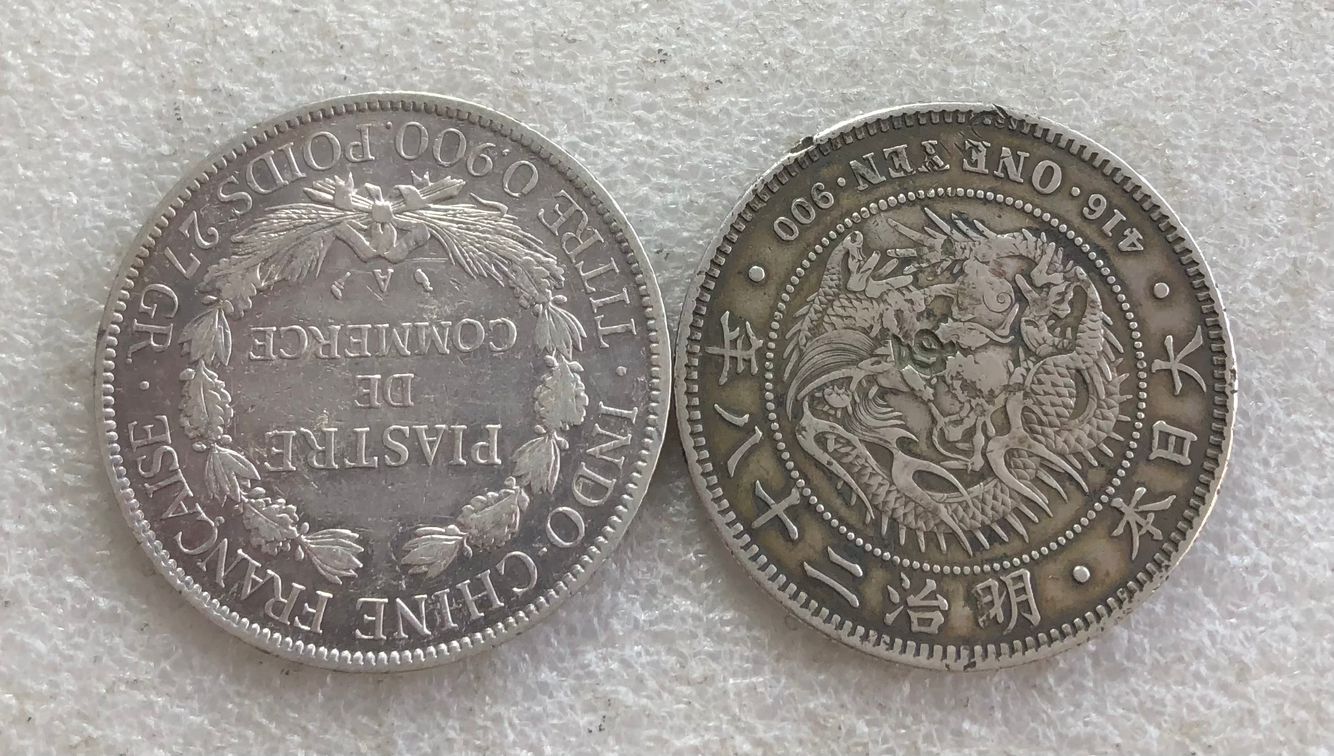 INDO-CHINE FRANÇAISE
PIASTRE
DE
COMMERCE
A
TITRE 0,900. POIDS 27 GR.
大日本・明治二十八年
416・ONE YEN・900